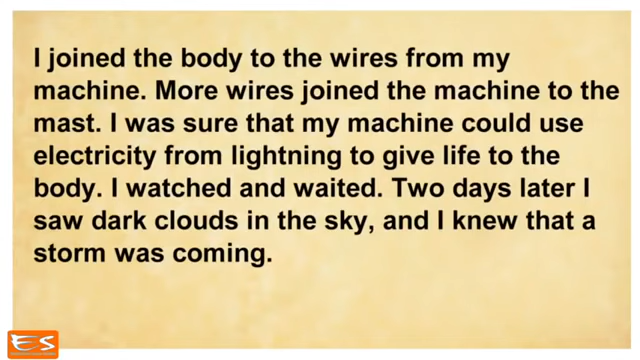 I joined the body to the wires from my
machine. More wires joined the machine to the
mast. I was sure that my machine could use
electricity from lightning to give life to the
body. I watched and waited. Two days later I
saw dark clouds in the sky, and I knew that a
storm was coming.
ES